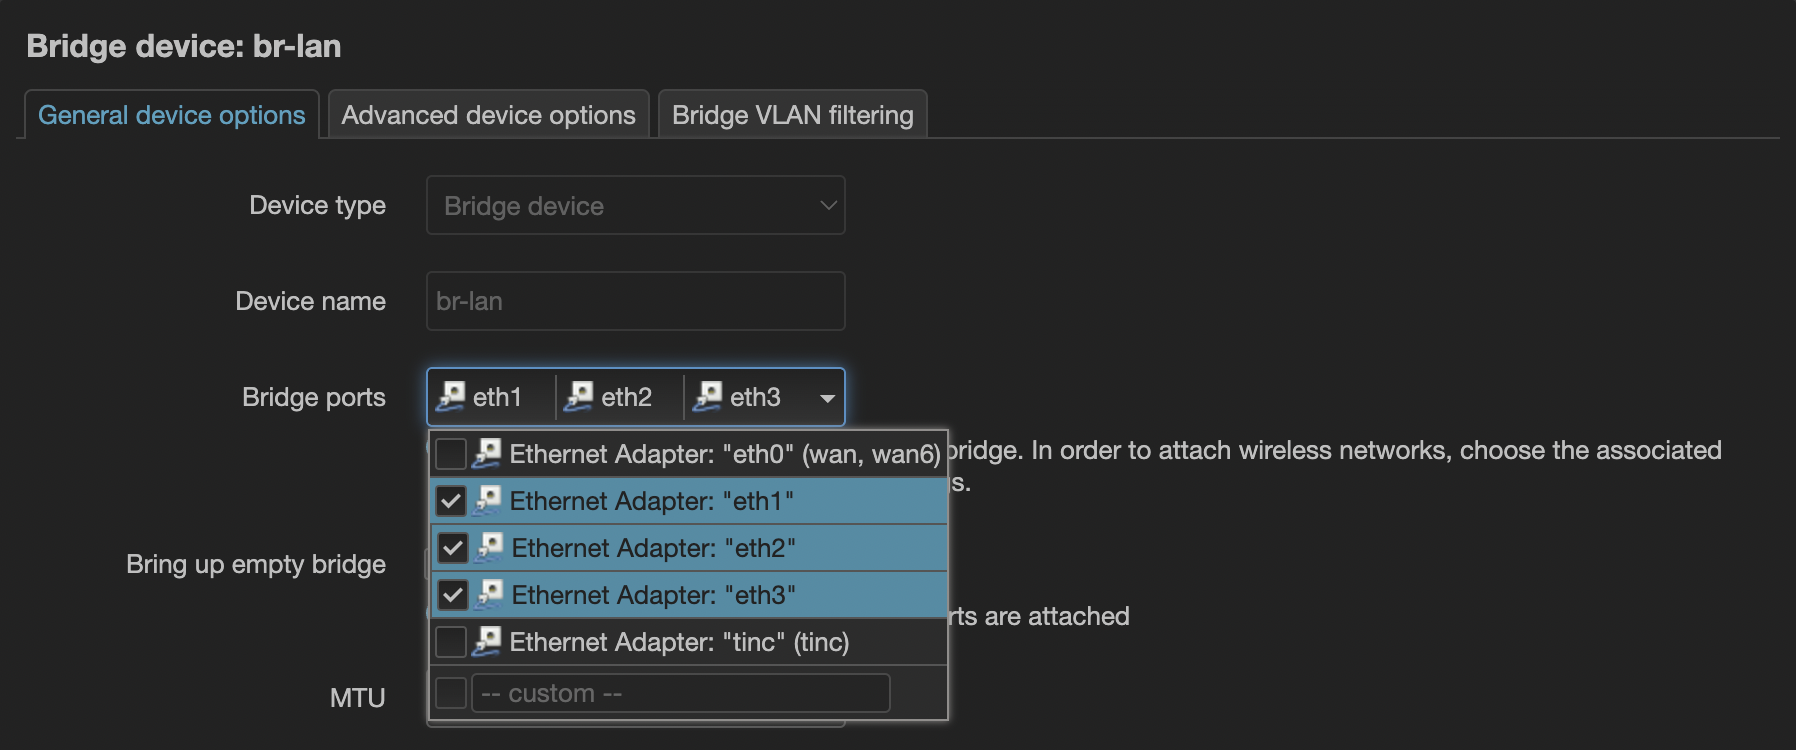 Bridge device: br-lan
General device options
Advanced device options
Bridge VLAN filtering
Device type
Bridge device
Device name
br-lan
Bridge ports
eth1
eth2
eth3
Ethernet Adapter: "eth0" (wan, wan6)
bridge. In order to attach wireless networks, choose the associated
Ethernet Adapter: "eth1"
s.
Ethernet Adapter: "eth2"
Bring up empty bridge
Ethernet Adapter: "eth3"
rts are attached
Ethernet Adapter: "tinc" (tinc)
MTU
-- custom --